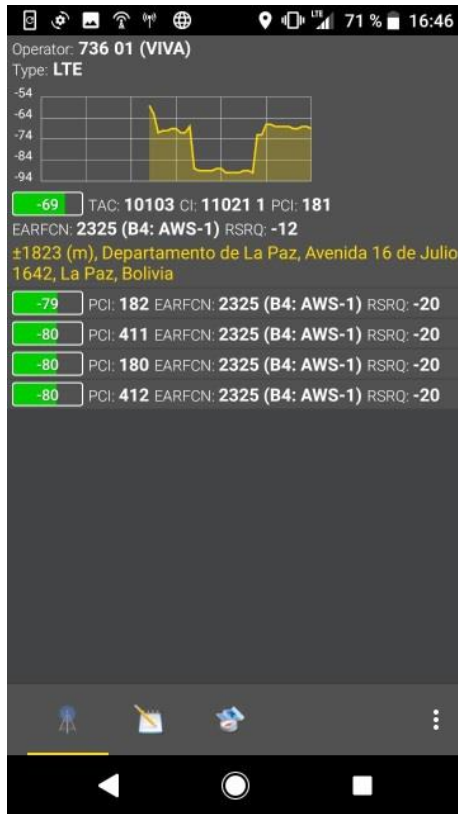 LTE 71 % 16:46
Operator: 736 01 (VIVA)
Type: LTE
-54
-64
-74
-84
-94
-69 TAC: 10103 CI: 11021 1 PCI: 181
EARFCN: 2325 (B4: AWS-1) RSRQ: -12
±1823 (m), Departamento de La Paz, Avenida 16 de Julio
1642, La Paz, Bolivia
-79 PCI: 182 EARFCN: 2325 (B4: AWS-1) RSRQ: -20
-80 PCI: 411 EARFCN: 2325 (B4: AWS-1) RSRQ: -20
-80 PCI: 180 EARFCN: 2325 (B4: AWS-1) RSRQ: -20
-80 PCI: 412 EARFCN: 2325 (B4: AWS-1) RSRQ: -20